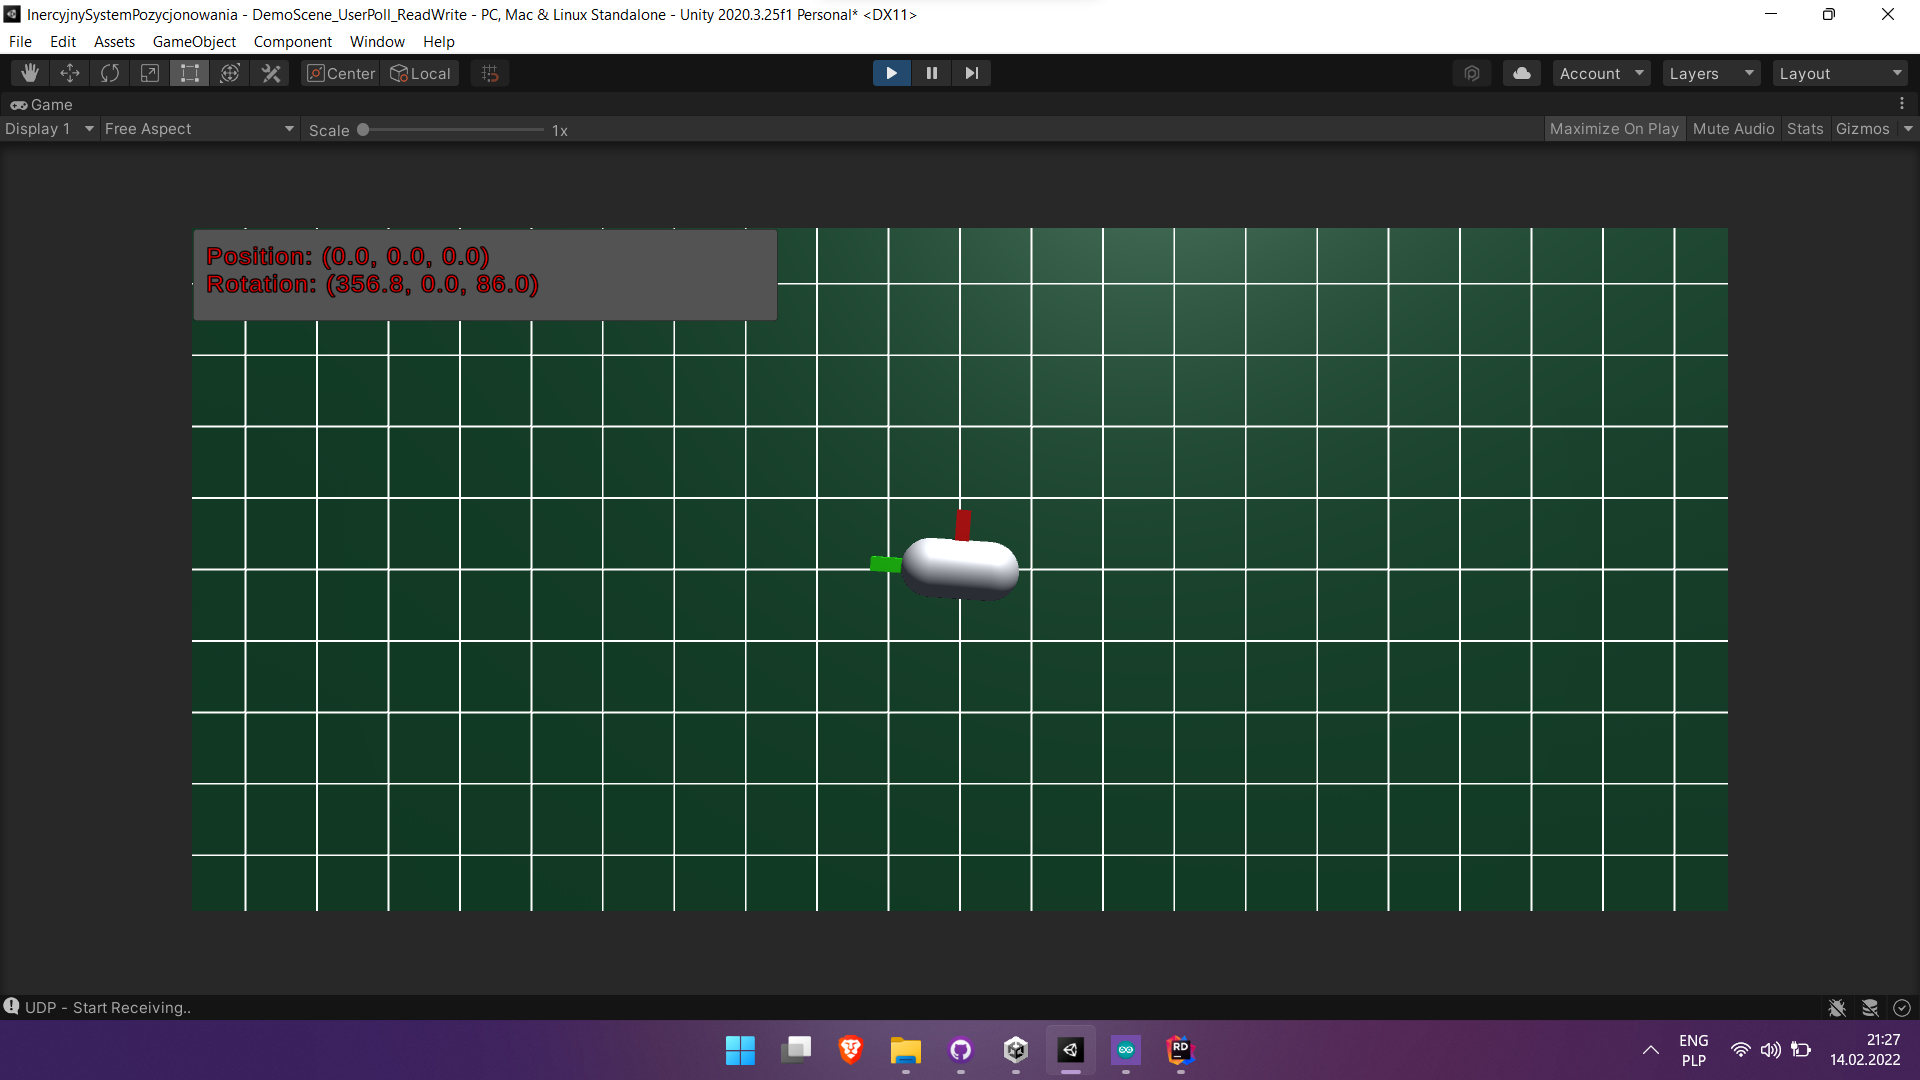 InercyjnySystemPozycjonowania - DemoScene_UserPoll_ReadWrite - PC, Mac & Linux Standalone - Unity 2020.3.25f1 Personal* <DX11>
File Edit Assets GameObject Component Window Help
Center Local Account Layers Layout
Game
Display 1 Free Aspect Scale 1x Maximize On Play Mute Audio Stats Gizmos
Position: (0.0, 0.0, 0.0)
Rotation: (356.8, 0.0, 86.0)
UDP - Start Receiving..
RD
ENG 21:27
PLP 14.02.2022